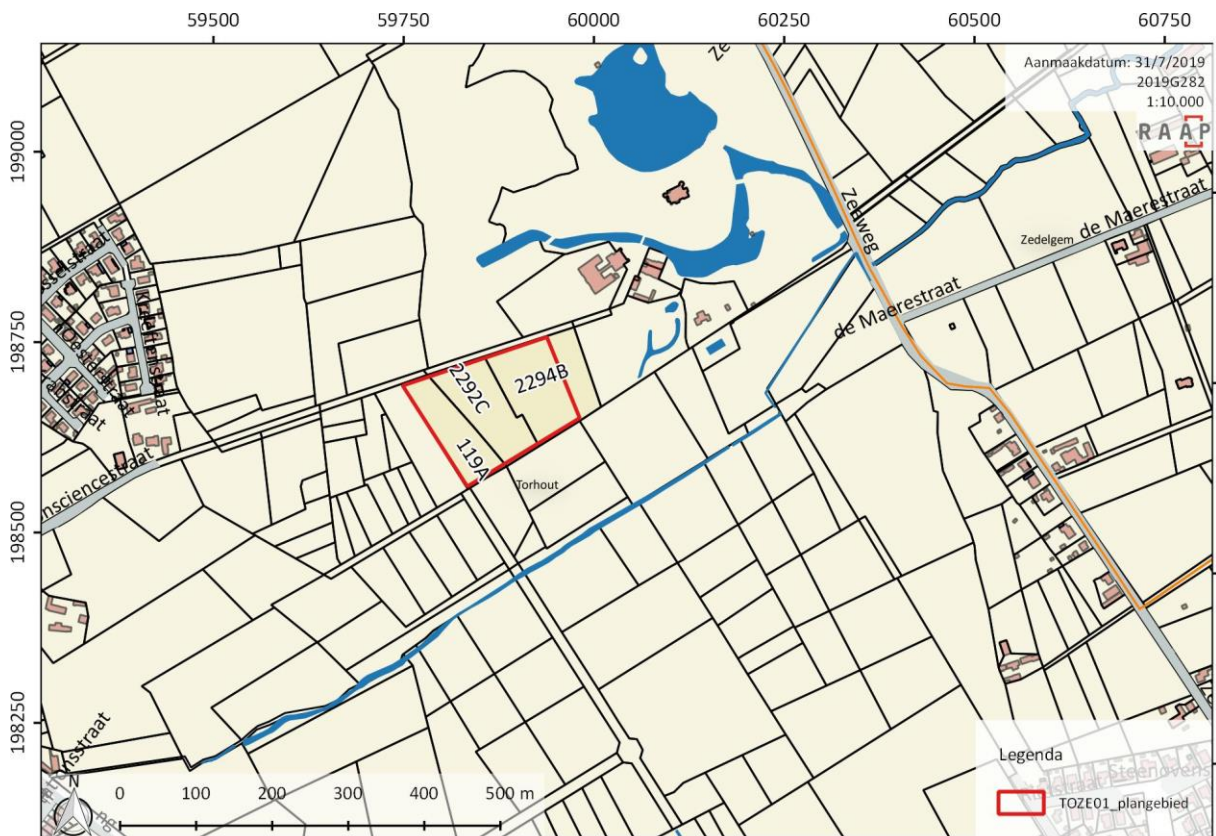 59500 59750 60000 60250 60500 60750
Aanmaakdatum: 31/7/2019
2019G282
1:10.000
RAAP
199000
198750
198500
198250
Zeeweg
de Maerestraat
Zedelgem
de Maerestraat
2294B
2292C
119A
Torhout
nsciencestraat
Legenda
TOZE01_plangebied
N
0 100 200 300 400 500 m